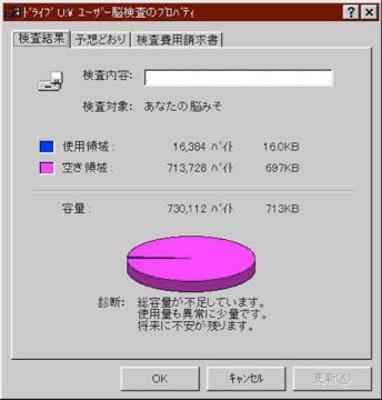 ﾄﾞﾗｲﾌﾞ U:¥ ﾕｰｻﾞｰ脳検査のﾌﾟﾛﾊﾟﾃｨ
検査結果 予想どおり 検査費用請求書
検査内容:
検査対象: あなたの脳みそ
使用領域: 16,384 ﾊﾞｲﾄ 16.0KB
空き領域: 713,728 ﾊﾞｲﾄ 697KB
容量: 730,112 ﾊﾞｲﾄ 713KB
診断: 総容量が不足しています。
使用量も異常に少量です。
将来に不安が残ります。
OK ｷｬﾝｾﾙ 更新(A)